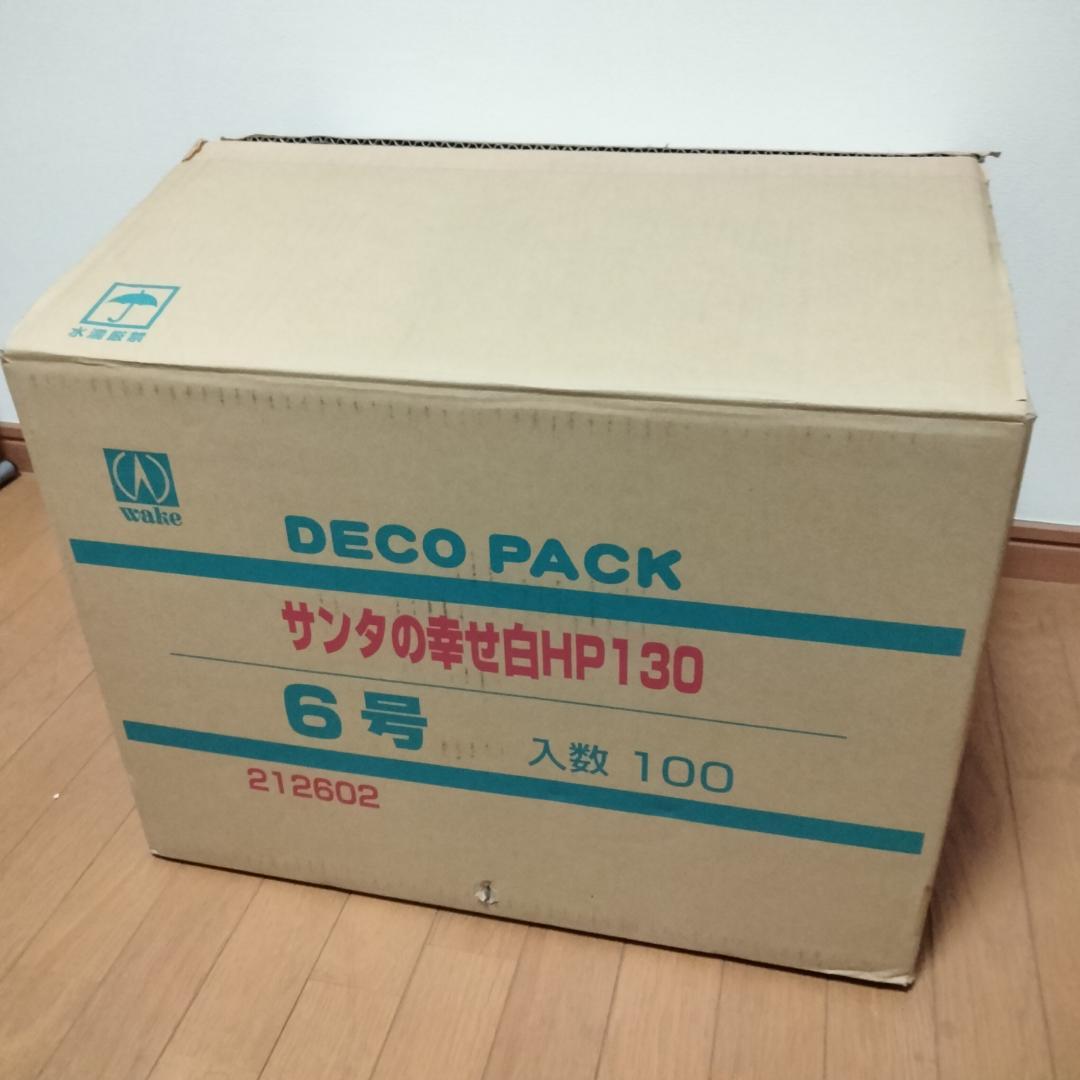 水濡厳禁
wake
DECO PACK
サンタの幸せ白HP130
6号
入数 100
212602